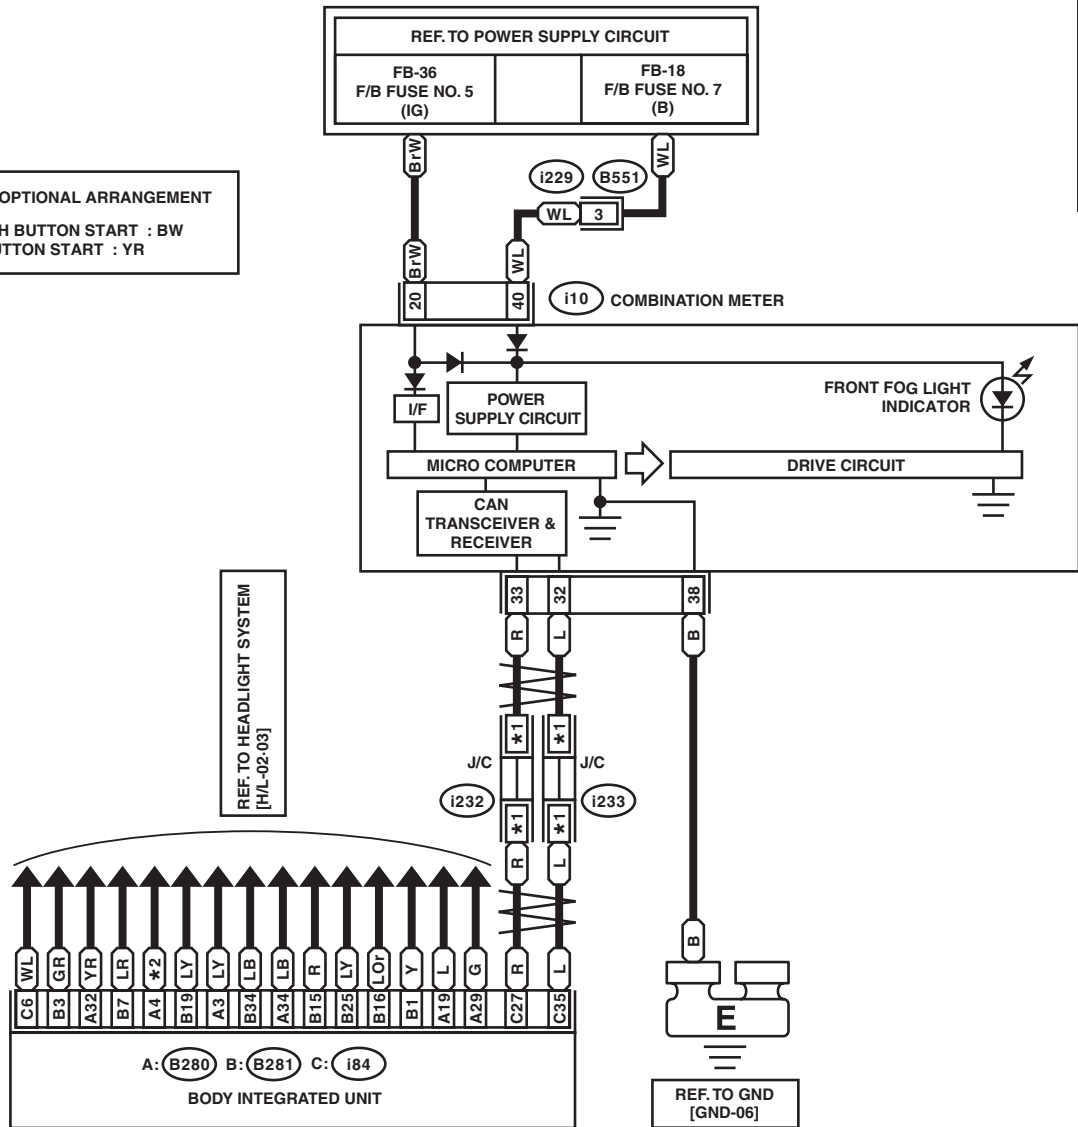 REF. TO POWER SUPPLY CIRCUIT
FB-36
F/B FUSE NO. 5
(IG)
FB-18
F/B FUSE NO. 7
(B)
BrW
WL
i229
B551
WL
3
OPTIONAL ARRANGEMENT
H BUTTON START : BW
UTTON START : YR
BrW
WL
20
40
i10
COMBINATION METER
I/F
POWER
SUPPLY CIRCUIT
FRONT FOG LIGHT
INDICATOR
MICRO COMPUTER
DRIVE CIRCUIT
CAN
TRANSCEIVER &
RECEIVER
33
32
38
R
L
B
REF. TO HEADLIGHT SYSTEM
[H/L-02-03]
*1
*1
J/C
J/C
i232
i233
*1
*1
R
L
B
WL
GR
YR
LR
*2
LY
LY
LB
LB
R
LY
LOr
Y
L
G
R
L
C6
B3
A32
B7
A4
B19
A3
B34
A34
B15
B25
B16
B1
A19
A29
C27
C35
E
A: B280 B: B281 C: i84
BODY INTEGRATED UNIT
REF. TO GND
[GND-06]